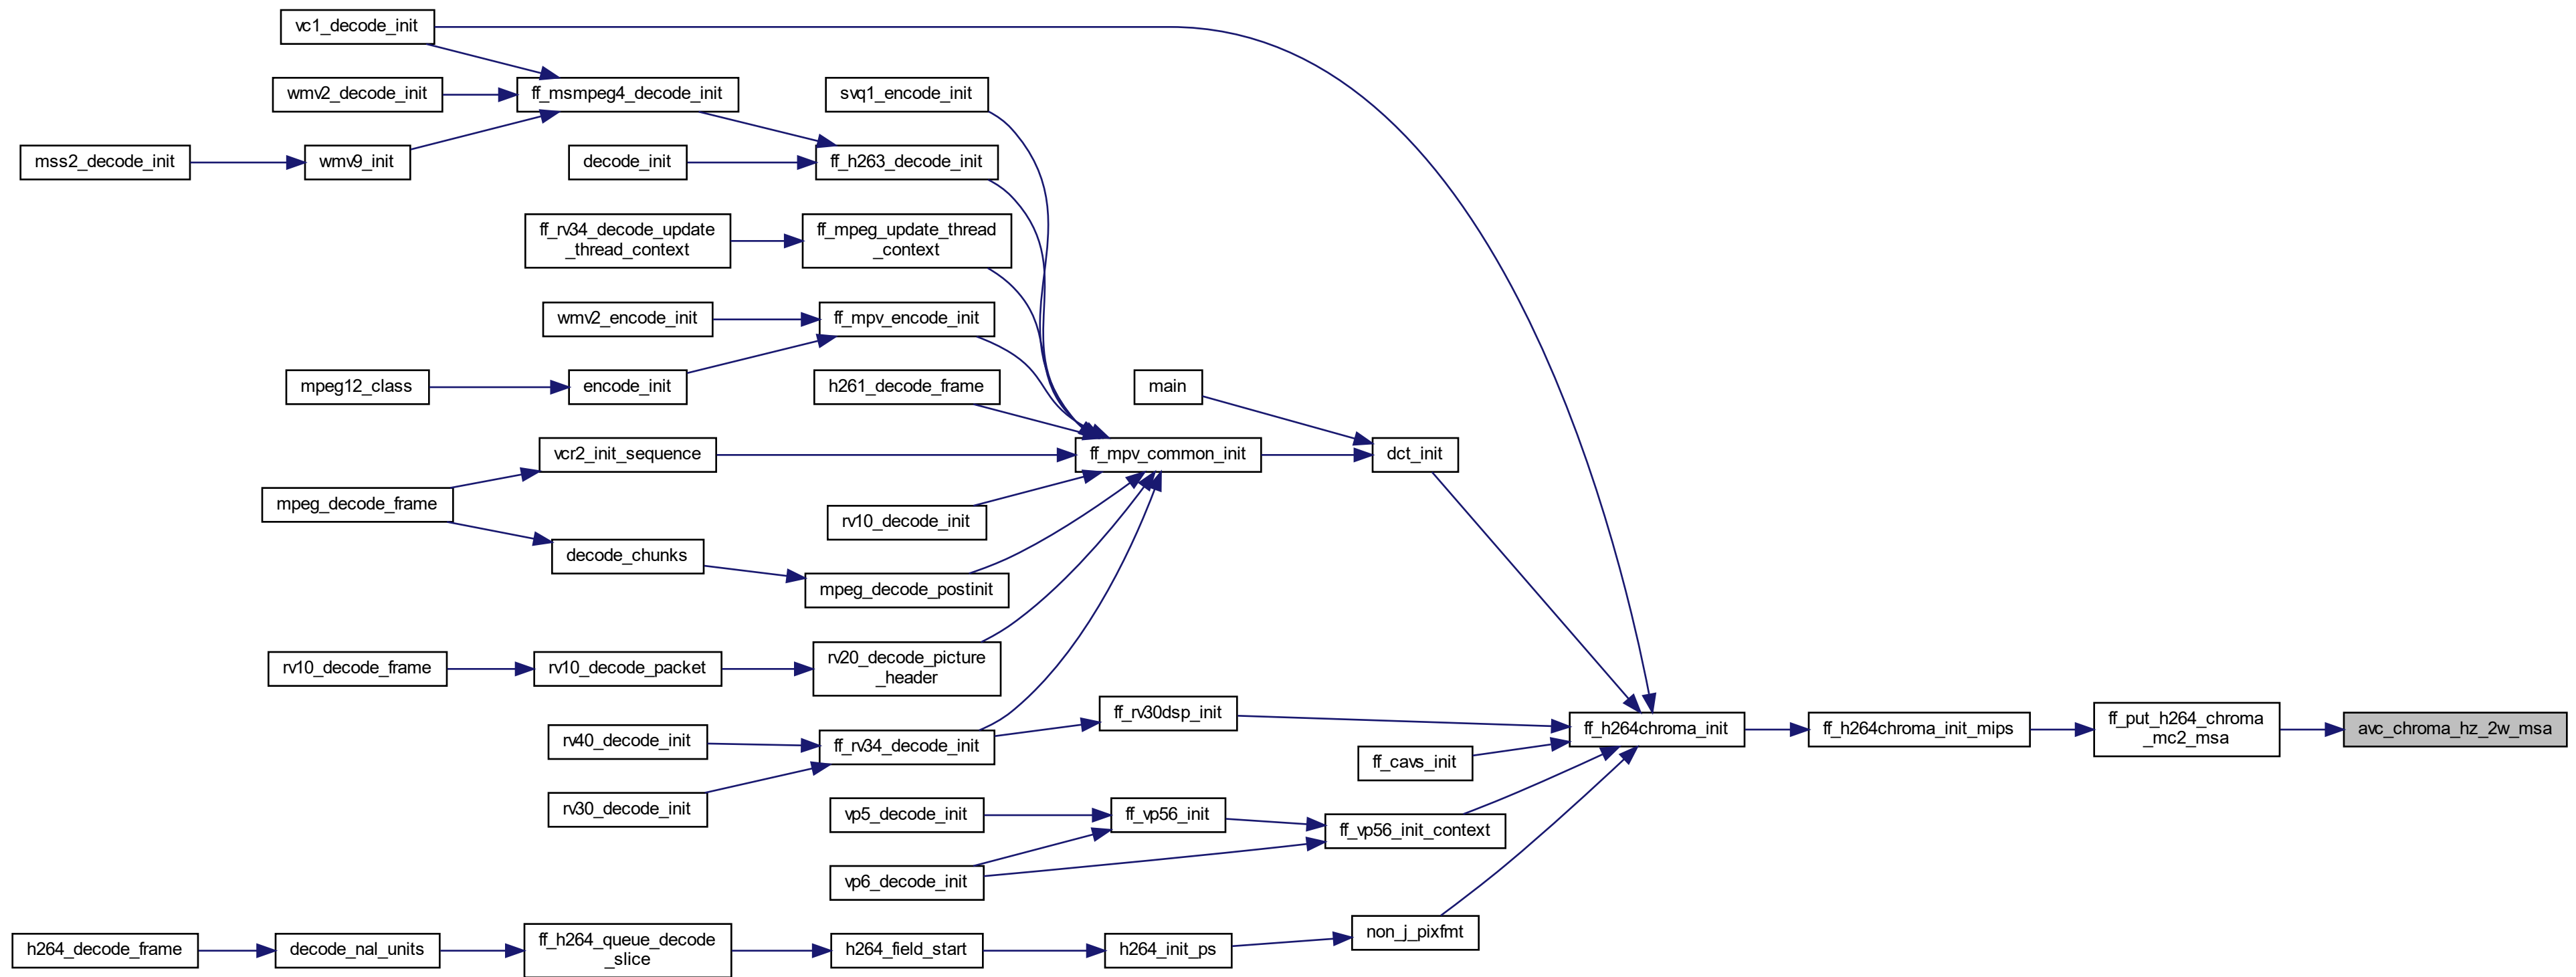 vc1_decode_init
wmv2_decode_init
ff_msmpeg4_decode_init
svq1_encode_init
mss2_decode_init
wmv9_init
decode_init
ff_h263_decode_init
ff_rv34_decode_update
_thread_context
ff_mpeg_update_thread
_context
wmv2_encode_init
ff_mpv_encode_init
mpeg12_class
encode_init
h261_decode_frame
main
vcr2_init_sequence
ff_mpv_common_init
dct_init
mpeg_decode_frame
rv10_decode_init
decode_chunks
mpeg_decode_postinit
rv10_decode_frame
rv10_decode_packet
rv20_decode_picture
_header
ff_rv30dsp_init
rv40_decode_init
ff_rv34_decode_init
ff_h264chroma_init
ff_h264chroma_init_mips
ff_put_h264_chroma
_mc2_msa
avc_chroma_hz_2w_msa
ff_cavs_init
rv30_decode_init
vp5_decode_init
ff_vp56_init
ff_vp56_init_context
vp6_decode_init
non_j_pixfmt
h264_decode_frame
decode_nal_units
ff_h264_queue_decode
_slice
h264_field_start
h264_init_ps